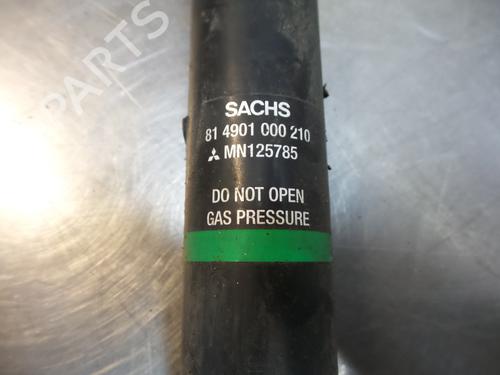 PARTS
SACHS
81 4901 000 210
MN125785
DO NOT OPEN
GAS PRESSURE